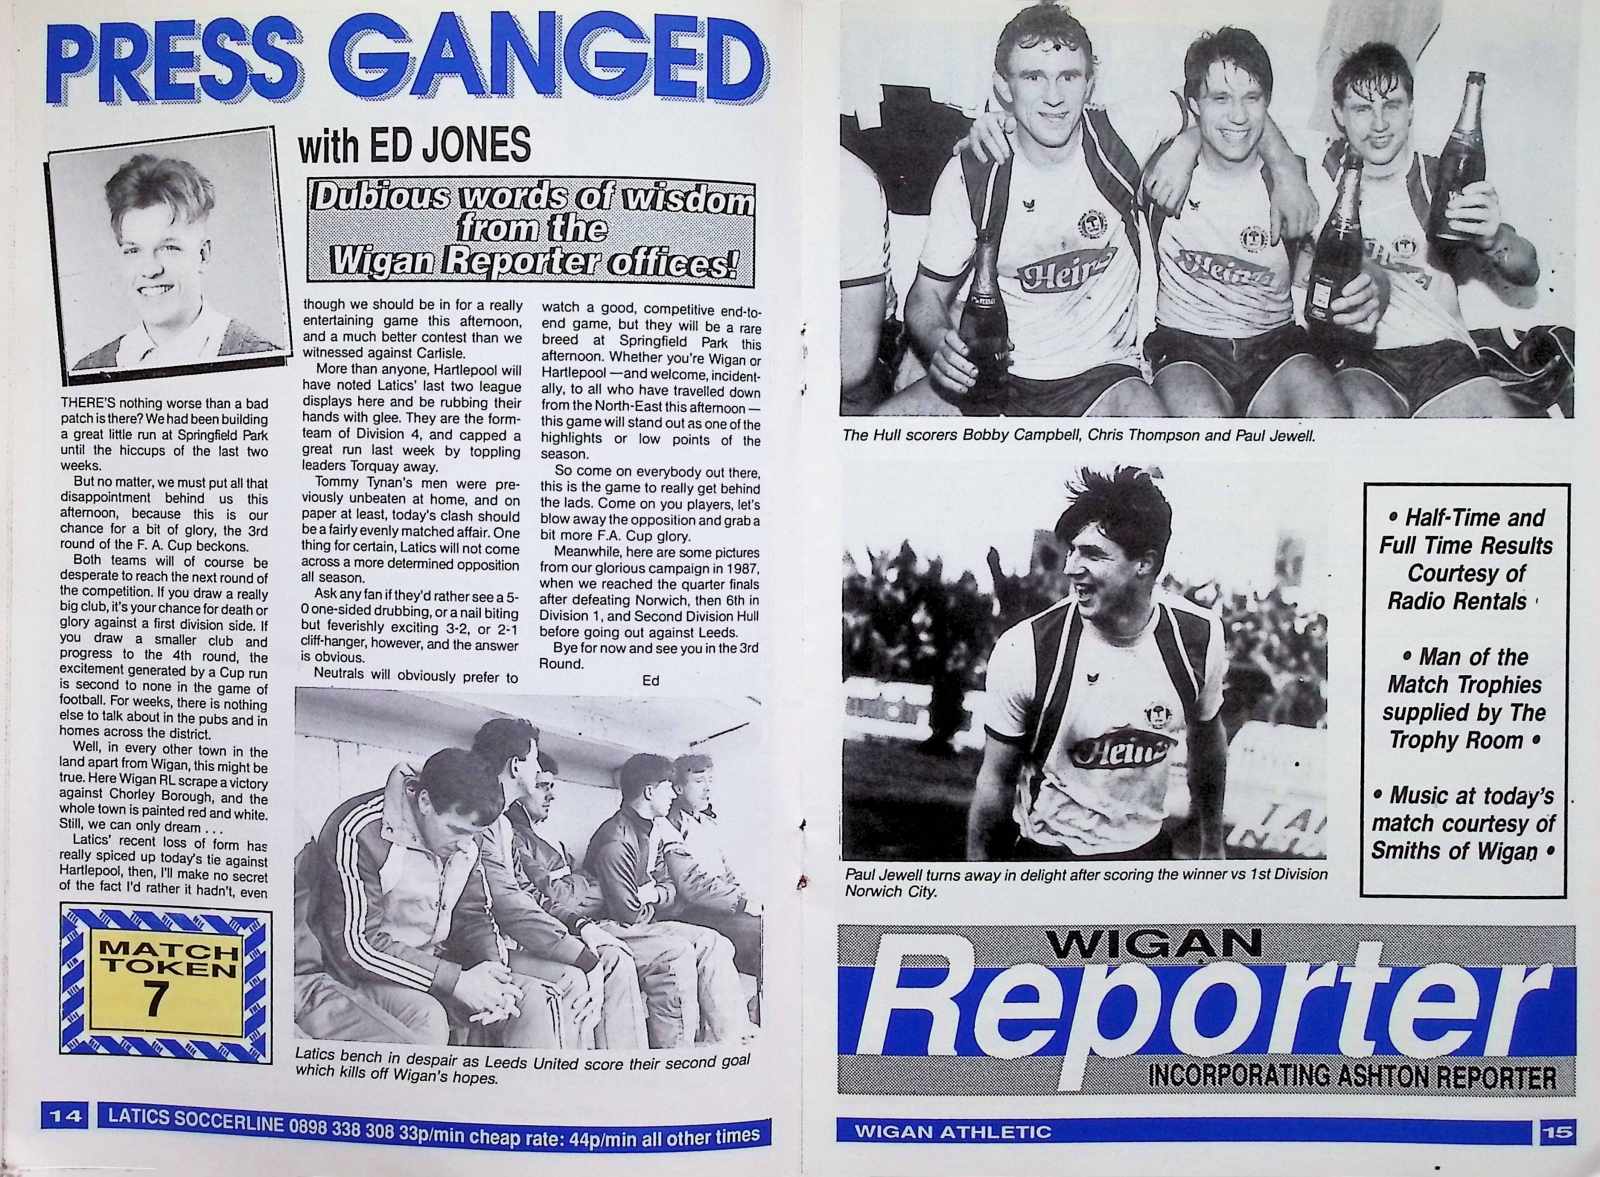 PRESS GANGED
with ED JONES
Dubious words of wisdom
from the
Wigan Reporter offices!
THERE'S nothing worse than a bad
patch is there? We had been building
a great little run at Springfield Park
until the hiccups of the last two
weeks.
But no matter, we must put all that
disappointment behind us this
afternoon, because this is our
chance for a bit of glory, the 3rd
round of the F. A. Cup beckons.
Both teams will of course be
desperate to reach the next round of
the competition. If you draw a really
big club, it's your chance for death or
glory against a first division side. If
you draw a smaller club and
progress to the 4th round, the
excitement generated by a Cup run
is second to none in the game of
football. For weeks, there is nothing
else to talk about in the pubs and in
homes across the district.
Well, in every other town in the
land apart from Wigan, this might be
true. Here Wigan RL scrape a victory
against Chorley Borough, and the
whole town is painted red and white.
Still, we can only dream . . .
Latics' recent loss of form has
really spiced up today's tie against
Hartlepool, then, I'll make no secret
of the fact I'd rather it hadn't, even
though we should be in for a really
entertaining game this afternoon,
and a much better contest than we
witnessed against Carlisle.
More than anyone, Hartlepool will
have noted Latics' last two league
displays here and be rubbing their
hands with glee. They are the form-
team of Division 4, and capped a
great run last week by toppling
leaders Torquay away.
Tommy Tynan's men were pre-
viously unbeaten at home, and on
paper at least, today's clash should
be a fairly evenly matched affair. One
thing for certain, Latics will not come
across a more determined opposition
all season.
Ask any fan if they'd rather see a 5-
0 one-sided drubbing, or a nail biting
but feverishly exciting 3-2, or 2-1
cliff-hanger, however, and the answer
is obvious.
Neutrals will obviously prefer to
watch a good, competitive end-to-
end game, but they will be a rare
breed at Springfield Park this
afternoon. Whether you're Wigan or
Hartlepool —and welcome, incident-
ally, to all who have travelled down
from the North-East this afternoon —
this game will stand out as one of the
highlights or low points of the
season.
So come on everybody out there,
this is the game to really get behind
the lads. Come on you players, let's
blow away the opposition and grab a
bit more F.A. Cup glory.
Meanwhile, here are some pictures
from our glorious campaign in 1987,
when we reached the quarter finals
after defeating Norwich, then 6th in
Division 1, and Second Division Hull
before going out against Leeds.
Bye for now and see you in the 3rd
Round.
Ed
MATCH
TOKEN
7
Latics bench in despair as Leeds United score their second goal
which kills off Wigan's hopes.
14 LATICS SOCCERLINE 0898 338 308 33p/min cheap rate: 44p/min all other times
Heinz
Heinz
The Hull scorers Bobby Campbell, Chris Thompson and Paul Jewell.
Heinz
Paul Jewell turns away in delight after scoring the winner vs 1st Division
Norwich City.
• Half-Time and
Full Time Results
Courtesy of
Radio Rentals
• Man of the
Match Trophies
supplied by The
Trophy Room •
• Music at today's
match courtesy of
Smiths of Wigan •
WIGAN
Reporter
INCORPORATING ASHTON REPORTER
WIGAN ATHLETIC 15